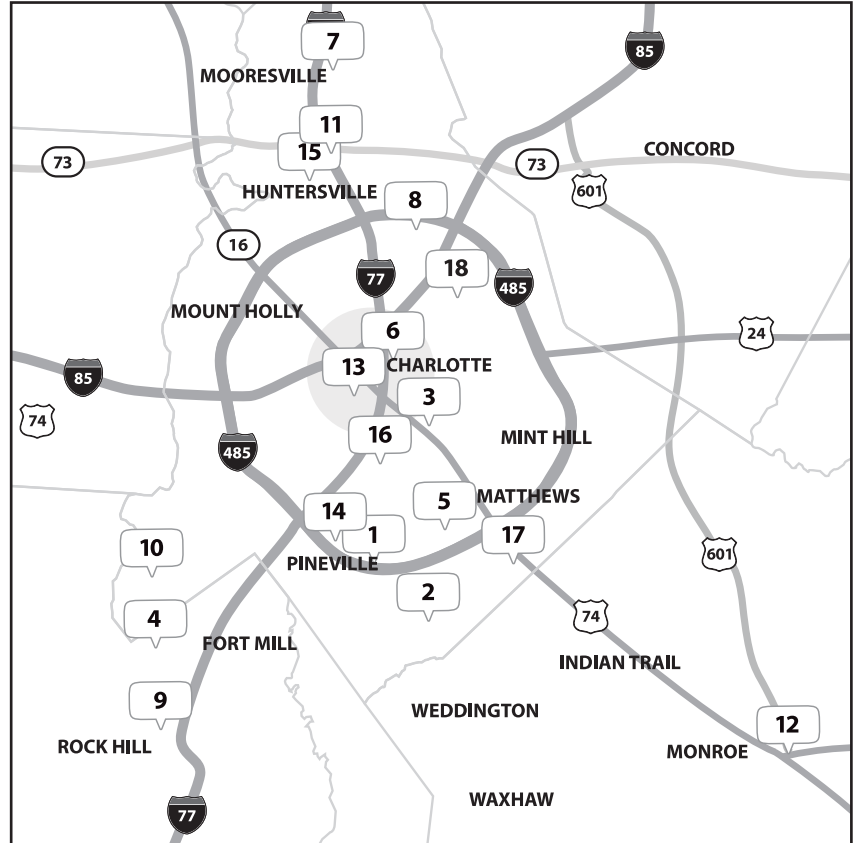 7
85
MOORESVILLE
11
15
73
CONCORD
73
HUNTERSVILLE
601
8
16
18
77
485
MOUNT HOLLY
6
24
13
CHARLOTTE
85
3
74
16
MINT HILL
485
5
MATTHEWS
14
1
17
10
601
PINEVILLE
2
4
74
FORT MILL
INDIAN TRAIL
9
WEDDINGTON
12
ROCK HILL
MONROE
WAXHAW
77